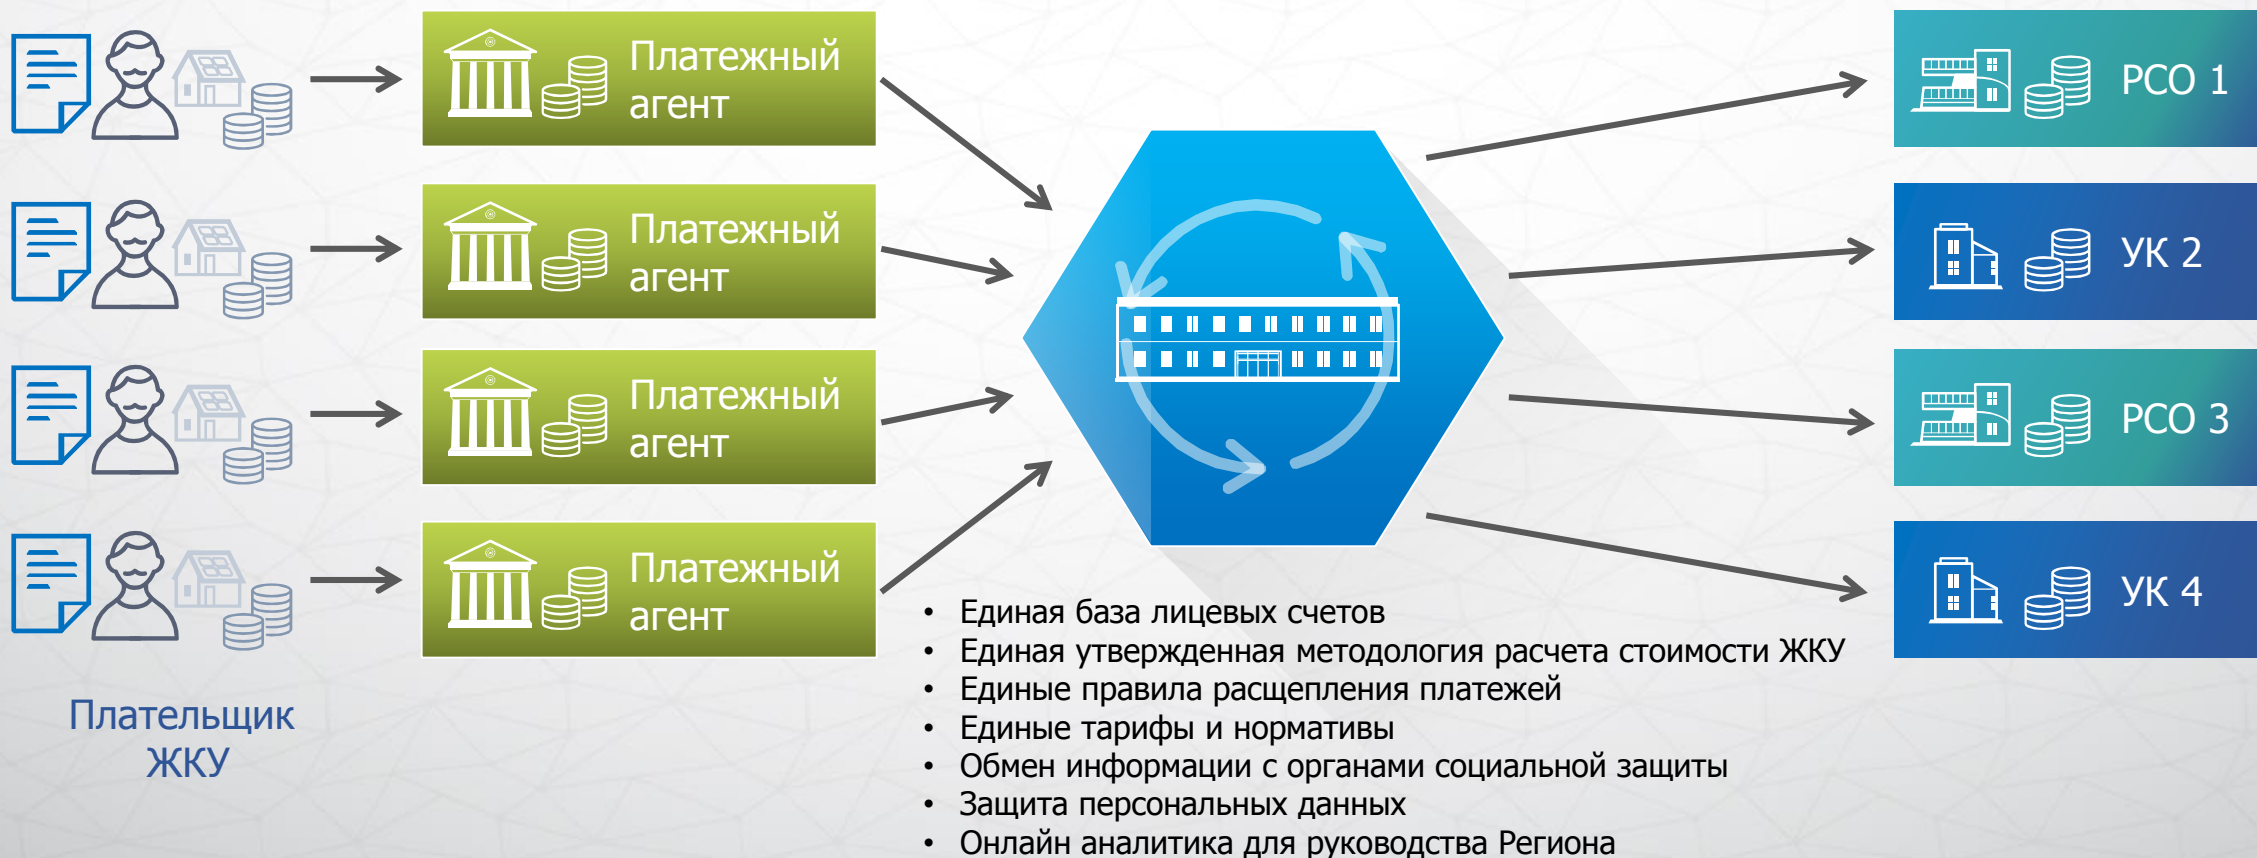 Платежный
агент
РСО 1
Платежный
агент
УК 2
Платежный
агент
РСО 3
Платежный
агент
УК 4
Плательщик
ЖКУ
• Единая база лицевых счетов
• Единая утвержденная методология расчета стоимости ЖКУ
• Единые правила расщепления платежей
• Единые тарифы и нормативы
• Обмен информации с органами социальной защиты
• Защита персональных данных
• Онлайн аналитика для руководства Региона